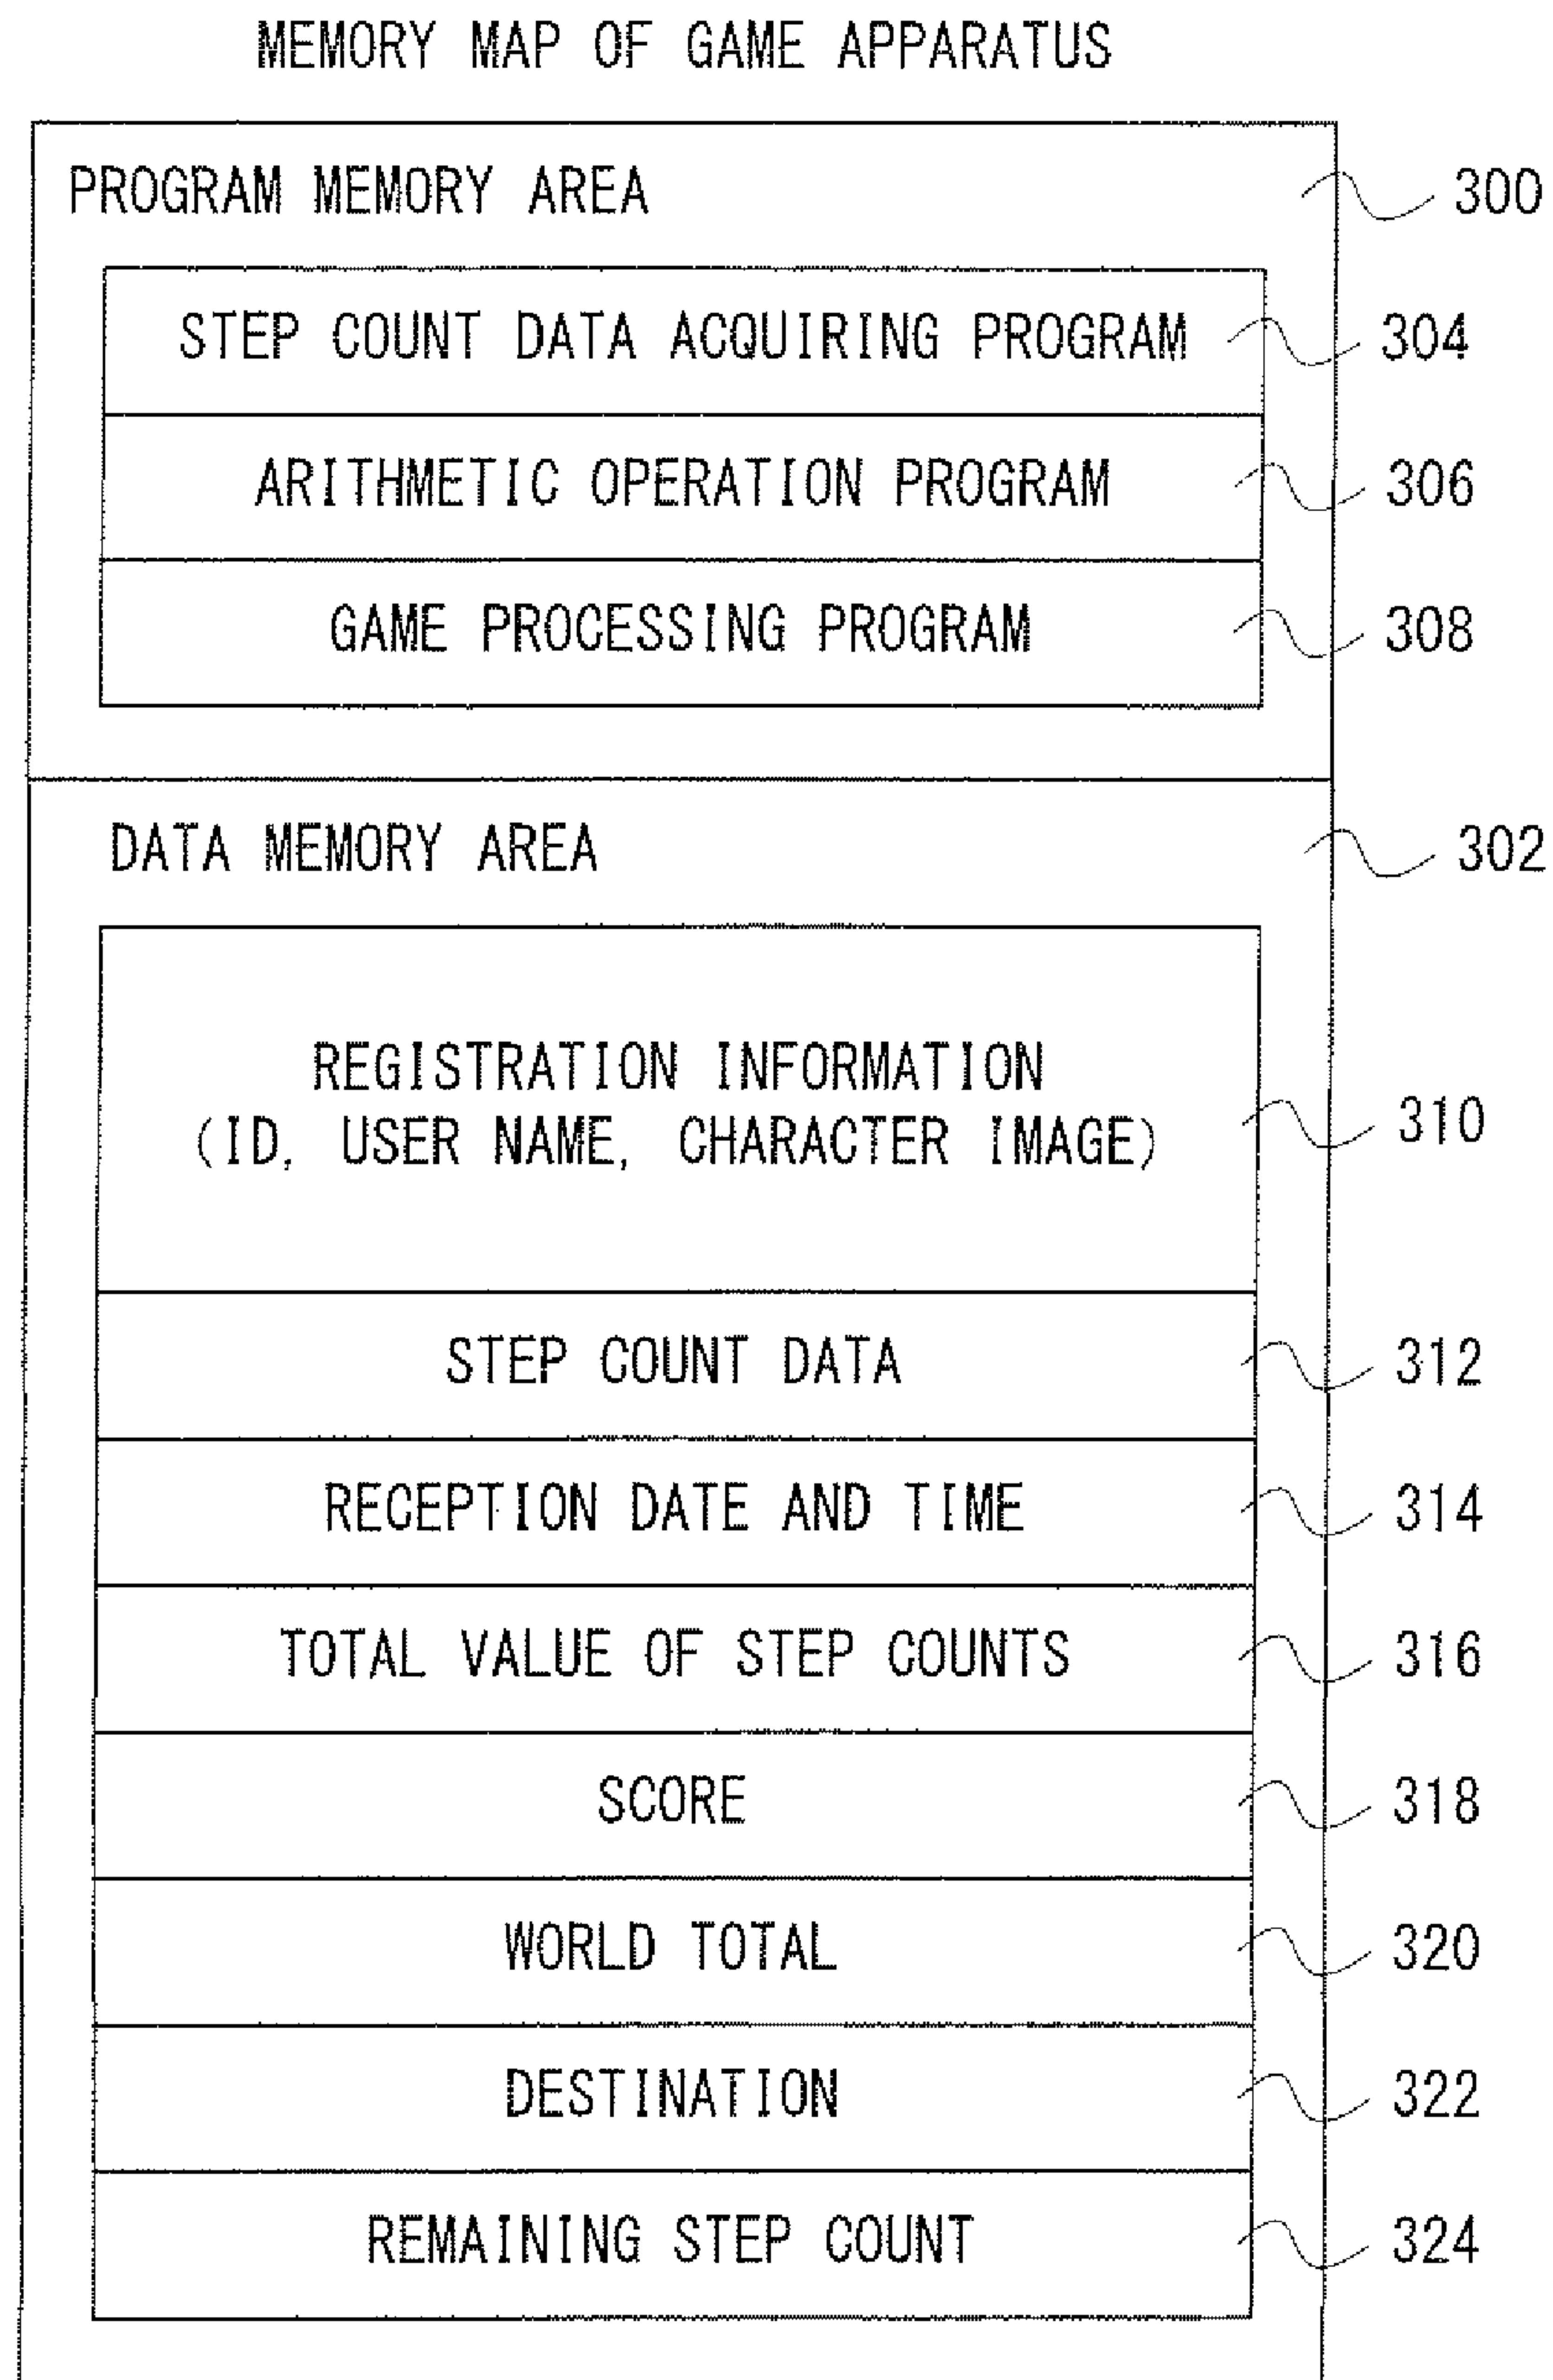 MEMORY MAP OF GAME APPARATUS
PROGRAM MEMORY AREA 300
STEP COUNT DATA ACQUIRING PROGRAM 304
ARITHMETIC OPERATION PROGRAM 306
GAME PROCESSING PROGRAM 308
DATA MEMORY AREA 302
REGISTRATION INFORMATION
(ID, USER NAME, CHARACTER IMAGE) 310
STEP COUNT DATA 312
RECEPTION DATE AND TIME 314
TOTAL VALUE OF STEP COUNTS 316
SCORE 318
WORLD TOTAL 320
DESTINATION 322
REMAINING STEP COUNT 324